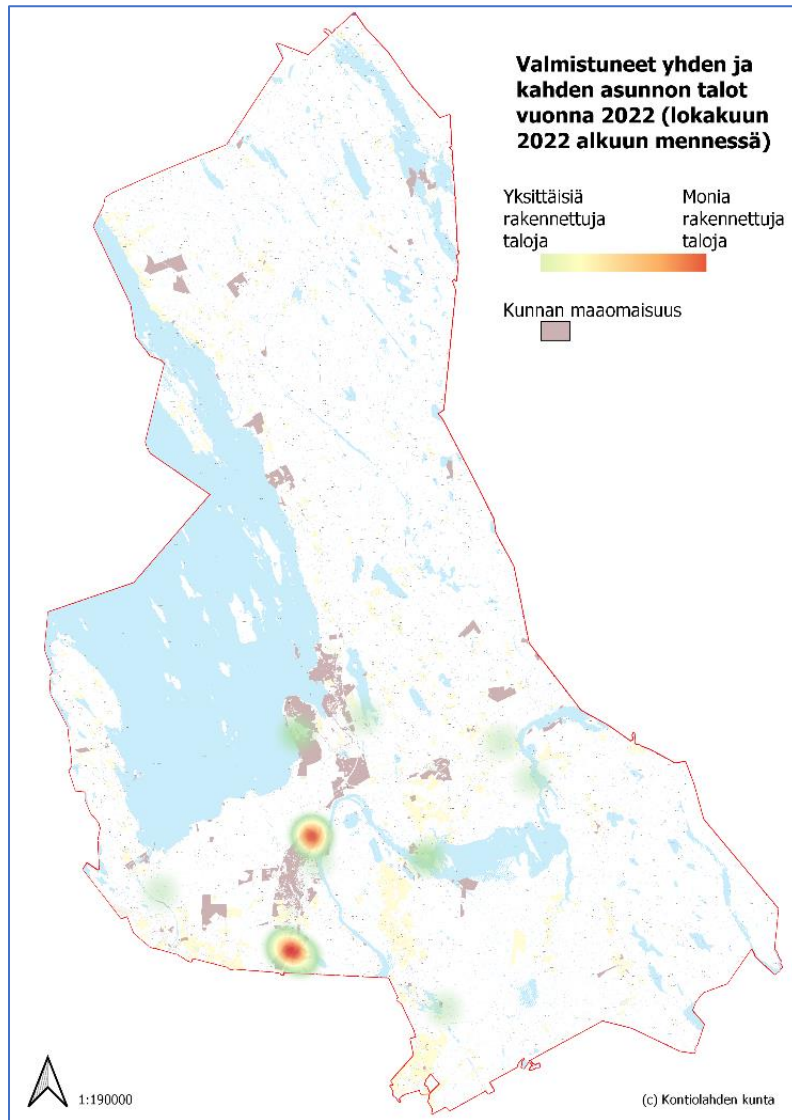 Valmistuneet yhden ja
kahden asunnon talot
vuonna 2022 (lokakuun
2022 alkuun mennessä)
Yksittäisiä
rakennettuja
taloja
Monia
rakennettuja
taloja
Kunnan maaomaisuus
1:190000
(c) Kontiolahden kunta